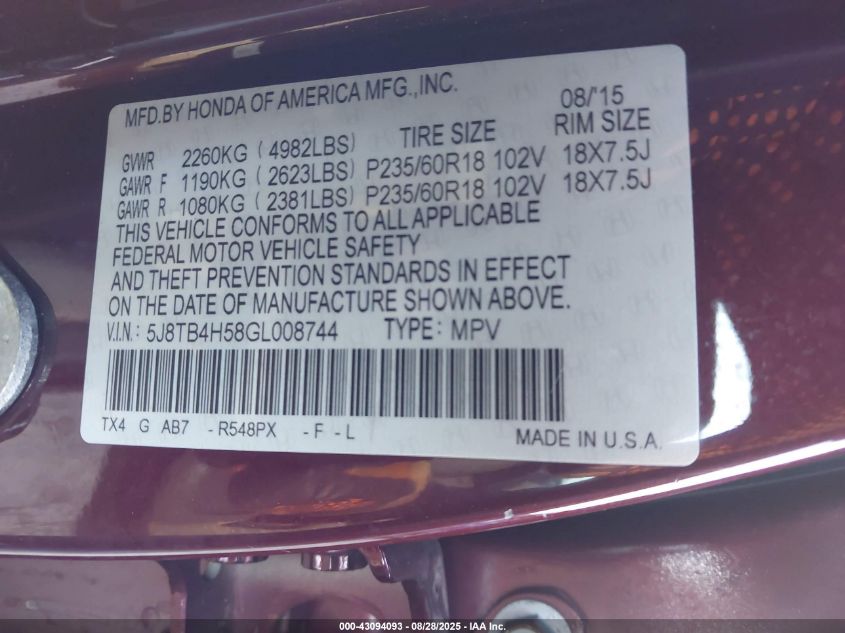 MFD.BY HONDA OF AMERICA MFG.,INC. 08/'15
GVWR 2260KG ( 4982LBS) TIRE SIZE RIM SIZE
GAWR F 1190KG ( 2623LBS) P235/60R18 102V 18X7.5J
GAWR R 1080KG ( 2381LBS) P235/60R18 102V 18X7.5J
THIS VEHICLE CONFORMS TO ALL APPLICABLE
FEDERAL MOTOR VEHICLE SAFETY
AND THEFT PREVENTION STANDARDS IN EFFECT
ON THE DATE OF MANUFACTURE SHOWN ABOVE.
V.I.N: 5J8TB4H58GL008744 TYPE: MPV
TX4 G AB7 -R548PX -F -L
MADE IN U.S.A.
000-43094093 - 08/28/2025 - IAA Inc.